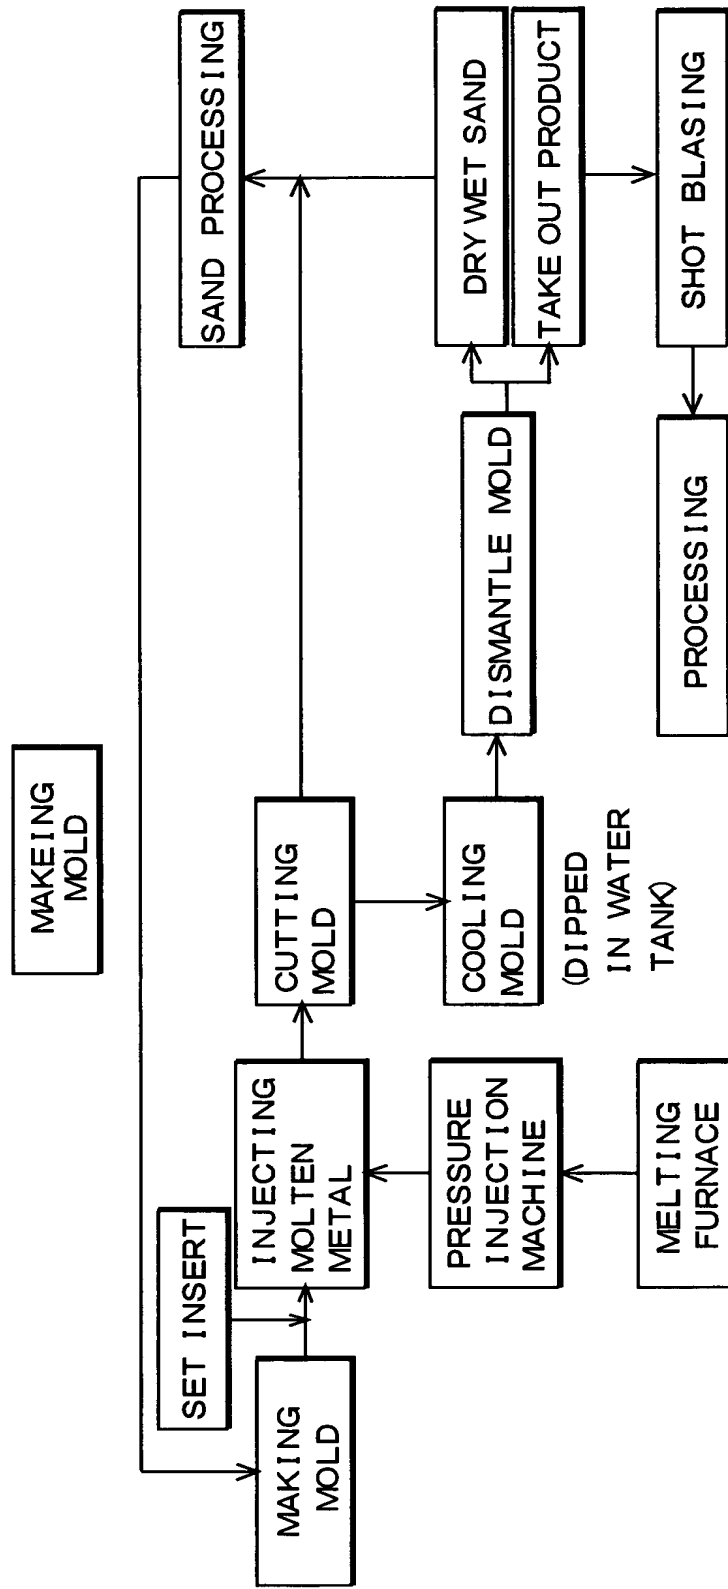 MAKEING
MOLD
SAND PROCESSING
SET INSERT
MAKING
MOLD
INJECTING
MOLTEN
METAL
CUTTING
MOLD
PRESSURE
INJECTION
MACHINE
COOLING
MOLD
(DIPPED
IN WATER
TANK)
DISMANTLE MOLD
DRY WET SAND
TAKE OUT PRODUCT
MELTING
FURNACE
PROCESSING
SHOT BLASING